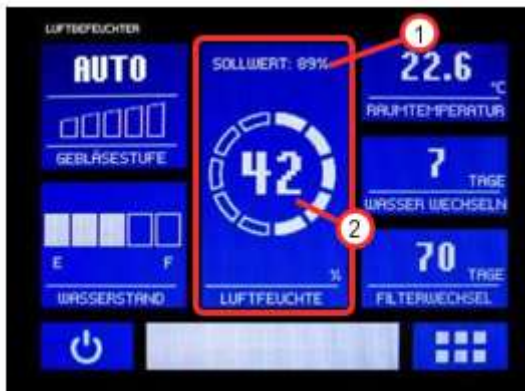 LUFTBEFEUCHTER
AUTO
GEBLÄSESTUFE
E F
WASSERSTAND
SOLLWERT: 89%
42
%
LUFTFEUCHTE
22.6
°C
RAUMTEMPERATUR
7
TAGE
WASSER WECHSELN
70
TAGE
FILTERWECHSEL
1
2